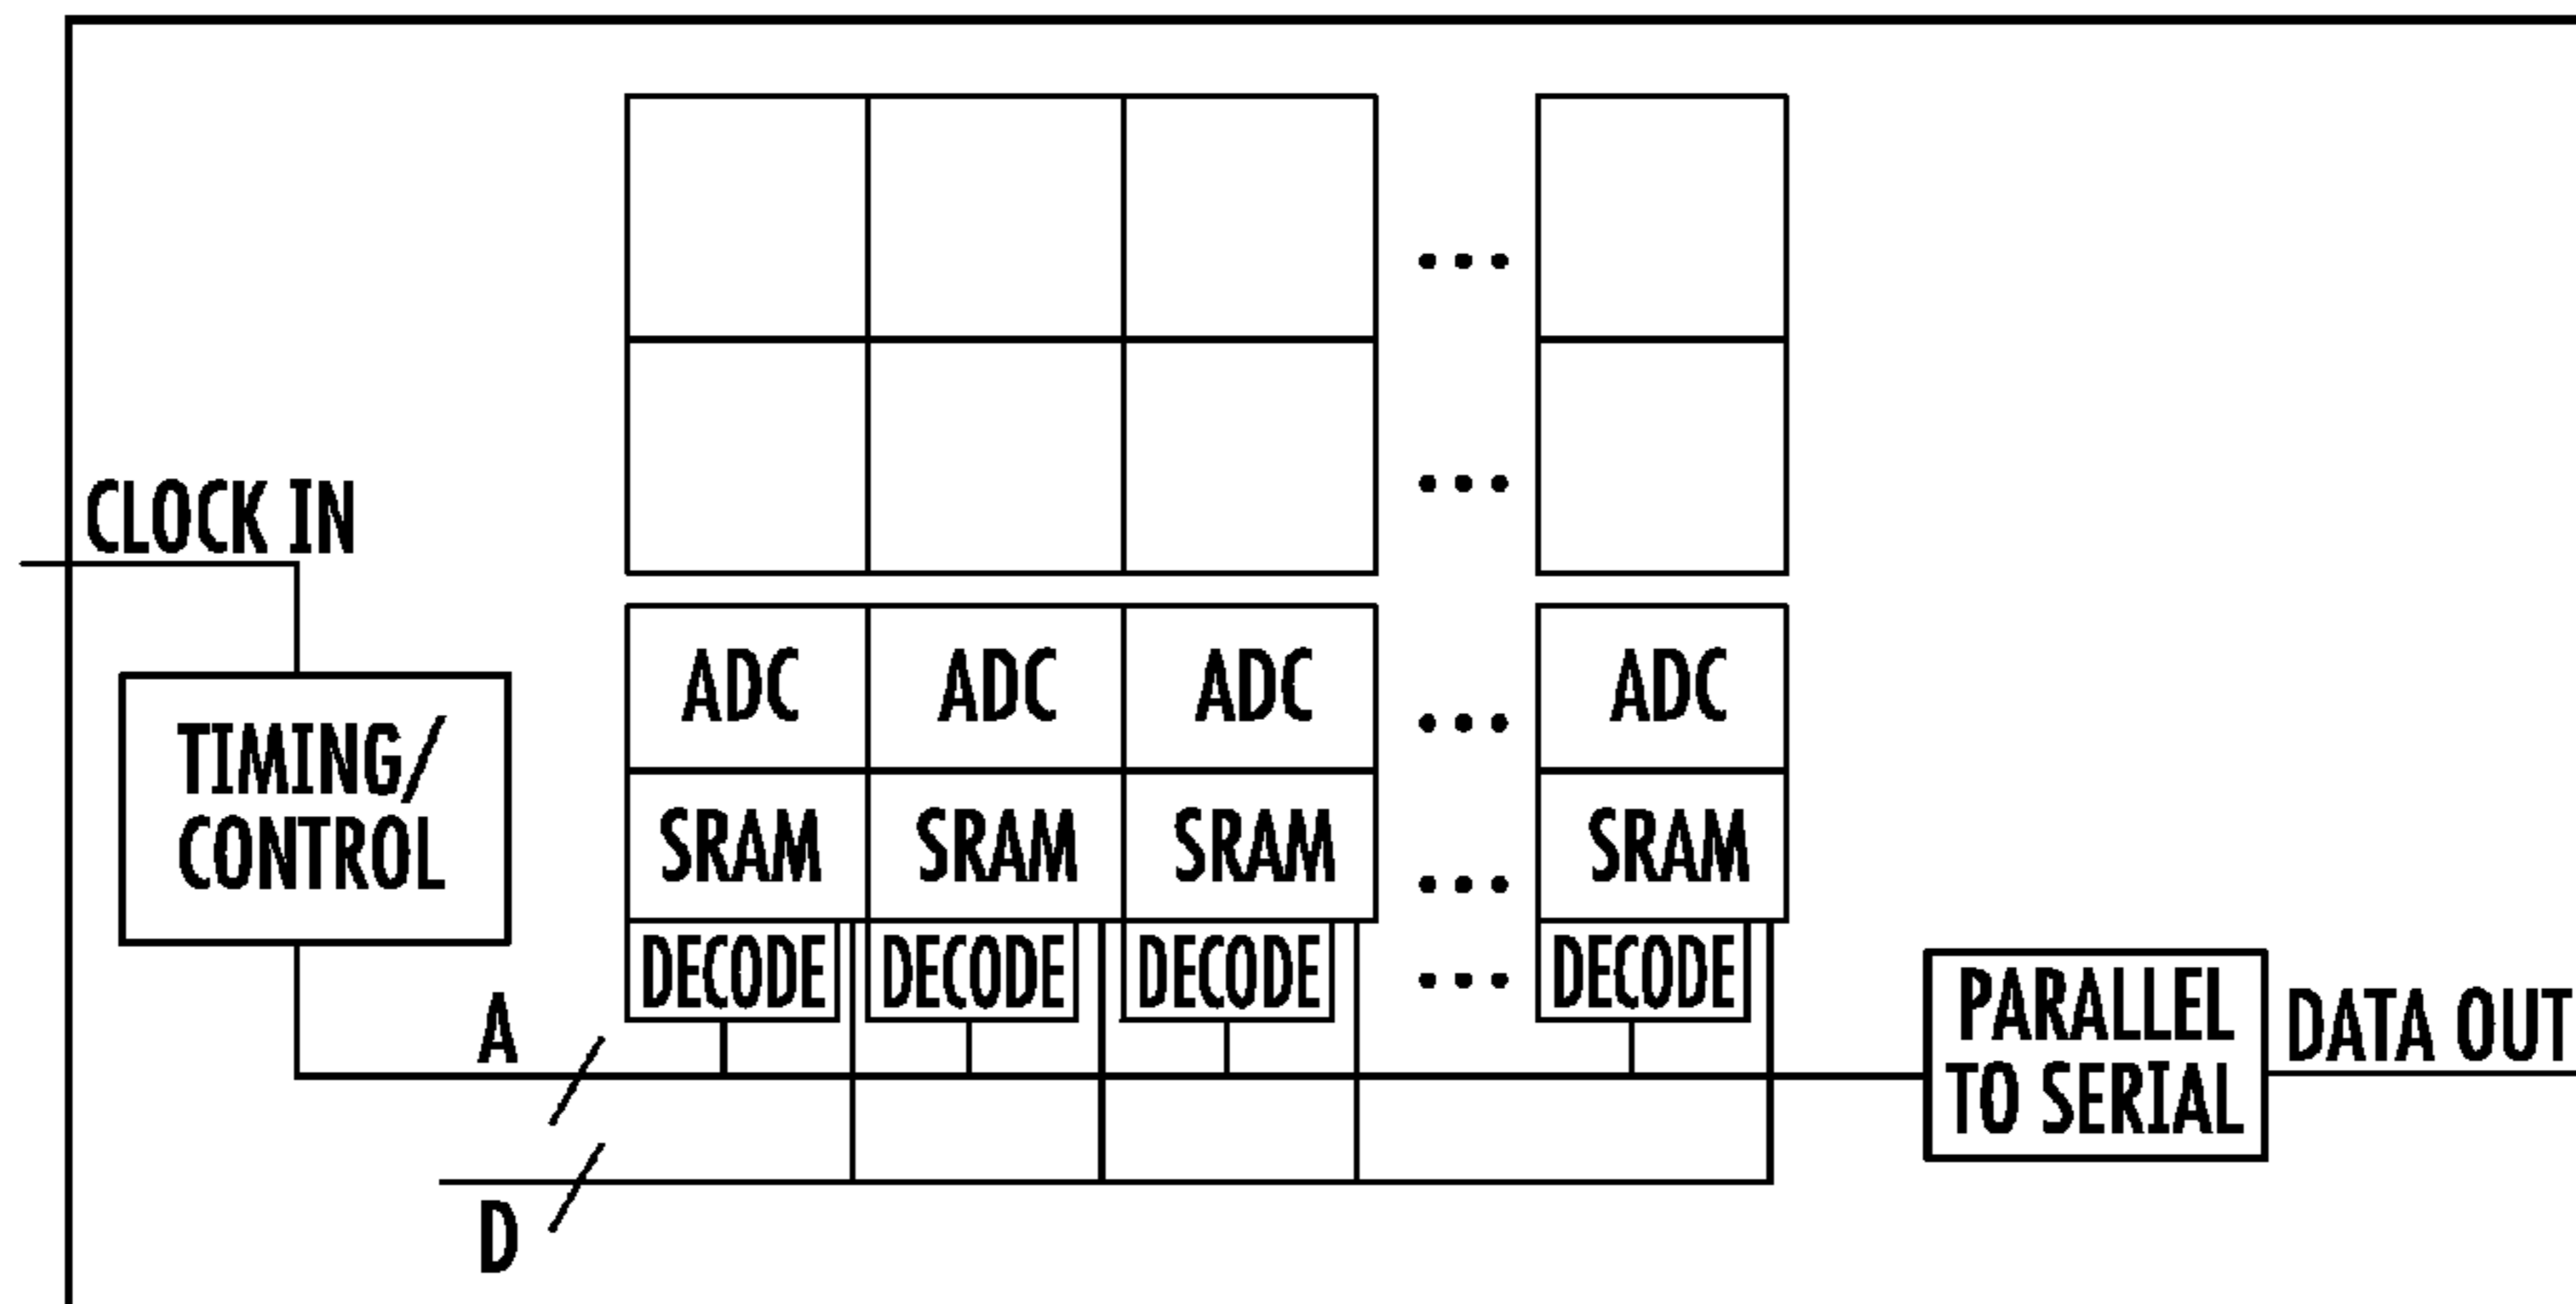 CLOCK IN
TIMING/
CONTROL
ADC ADC ADC ... ADC
SRAM SRAM SRAM ... SRAM
DECODE DECODE DECODE ... DECODE
A
D
PARALLEL
TO SERIAL
DATA OUT